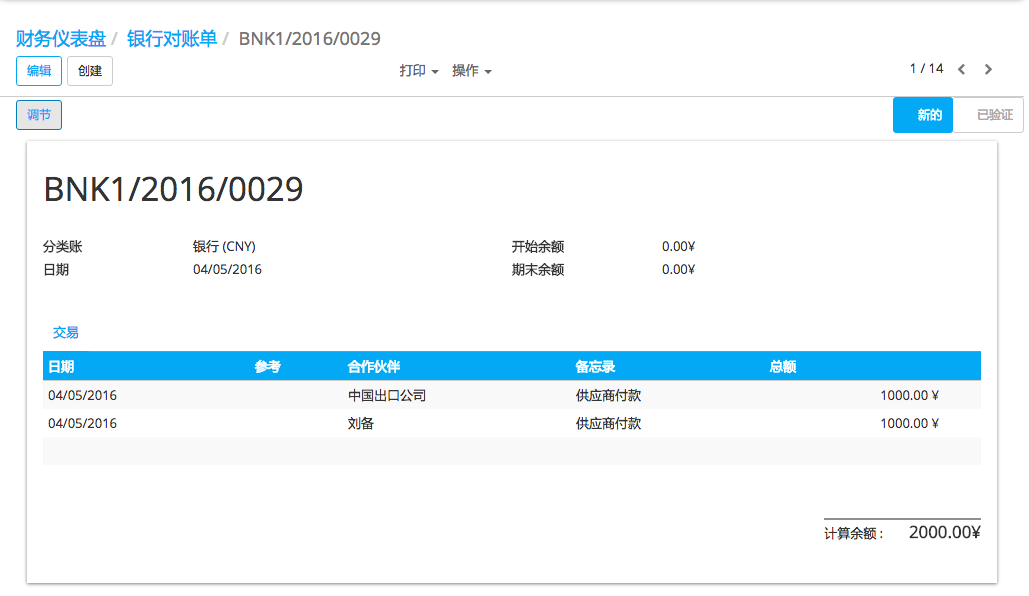 财务仪表盘 / 银行对账单 / BNK1/2016/0029
编辑 创建 打印 操作 1 / 14
调节 新的 已验证
BNK1/2016/0029
分类账 银行 (CNY) 开始余额 0.00¥
日期 04/05/2016 期末余额 0.00¥
交易
日期 参考 合作伙伴 备忘录 总额
04/05/2016 中国出口公司 供应商付款 1000.00 ¥
04/05/2016 刘备 供应商付款 1000.00 ¥
计算余额 : 2000.00¥